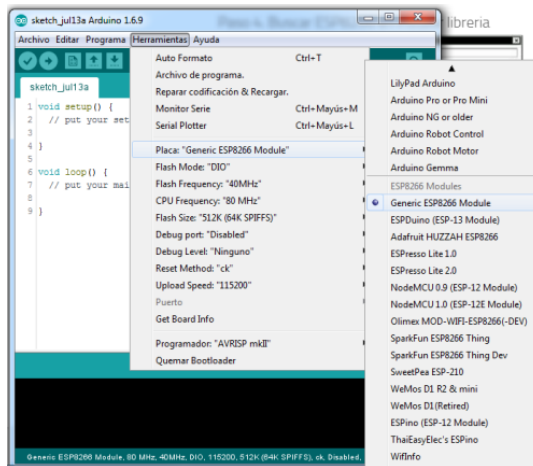 sketch_jul13a Arduino 1.6.9
libreria
Archivo Editar Programa Herramientas Ayuda
sketch_jul13a
1 void setup() {
2 // put your set
3
4 }
5
6 void loop() {
7 // put your mai
8
9 }
Auto Formato Ctrl+T
Archivo de programa.
Reparar codificación & Recargar.
Monitor Serie Ctrl+Mayús+M
Serial Plotter Ctrl+Mayús+L
Placa: "Generic ESP8266 Module"
Flash Mode: "DIO"
Flash Frequency: "40MHz"
CPU Frequency: "80 MHz"
Flash Size: "512K (64K SPIFFS)"
Debug port: "Disabled"
Debug Level: "Ninguno"
Reset Method: "ck"
Upload Speed: "115200"
Puerto
Get Board Info
Programador: "AVRISP mkII"
Quemar Bootloader
LilyPad Arduino
Arduino Pro or Pro Mini
Arduino NG or older
Arduino Robot Control
Arduino Robot Motor
Arduino Gemma
ESP8266 Modules
Generic ESP8266 Module
ESPDuino (ESP-13 Module)
Adafruit HUZZAH ESP8266
ESPresso Lite 1.0
ESPresso Lite 2.0
NodeMCU 0.9 (ESP-12 Module)
NodeMCU 1.0 (ESP-12E Module)
Olimex MOD-WIFI-ESP8266(-DEV)
SparkFun ESP8266 Thing
SparkFun ESP8266 Thing Dev
SweetPea ESP-210
WeMos D1 R2 & mini
WeMos D1(Retired)
ESPino (ESP-12 Module)
ThaiEasyElec's ESPino
WifInfo
Generic ESP8266 Module, 80 MHz, 40MHz, DIO, 115200, 512K (64K SPIFFS), ck, Disabled,